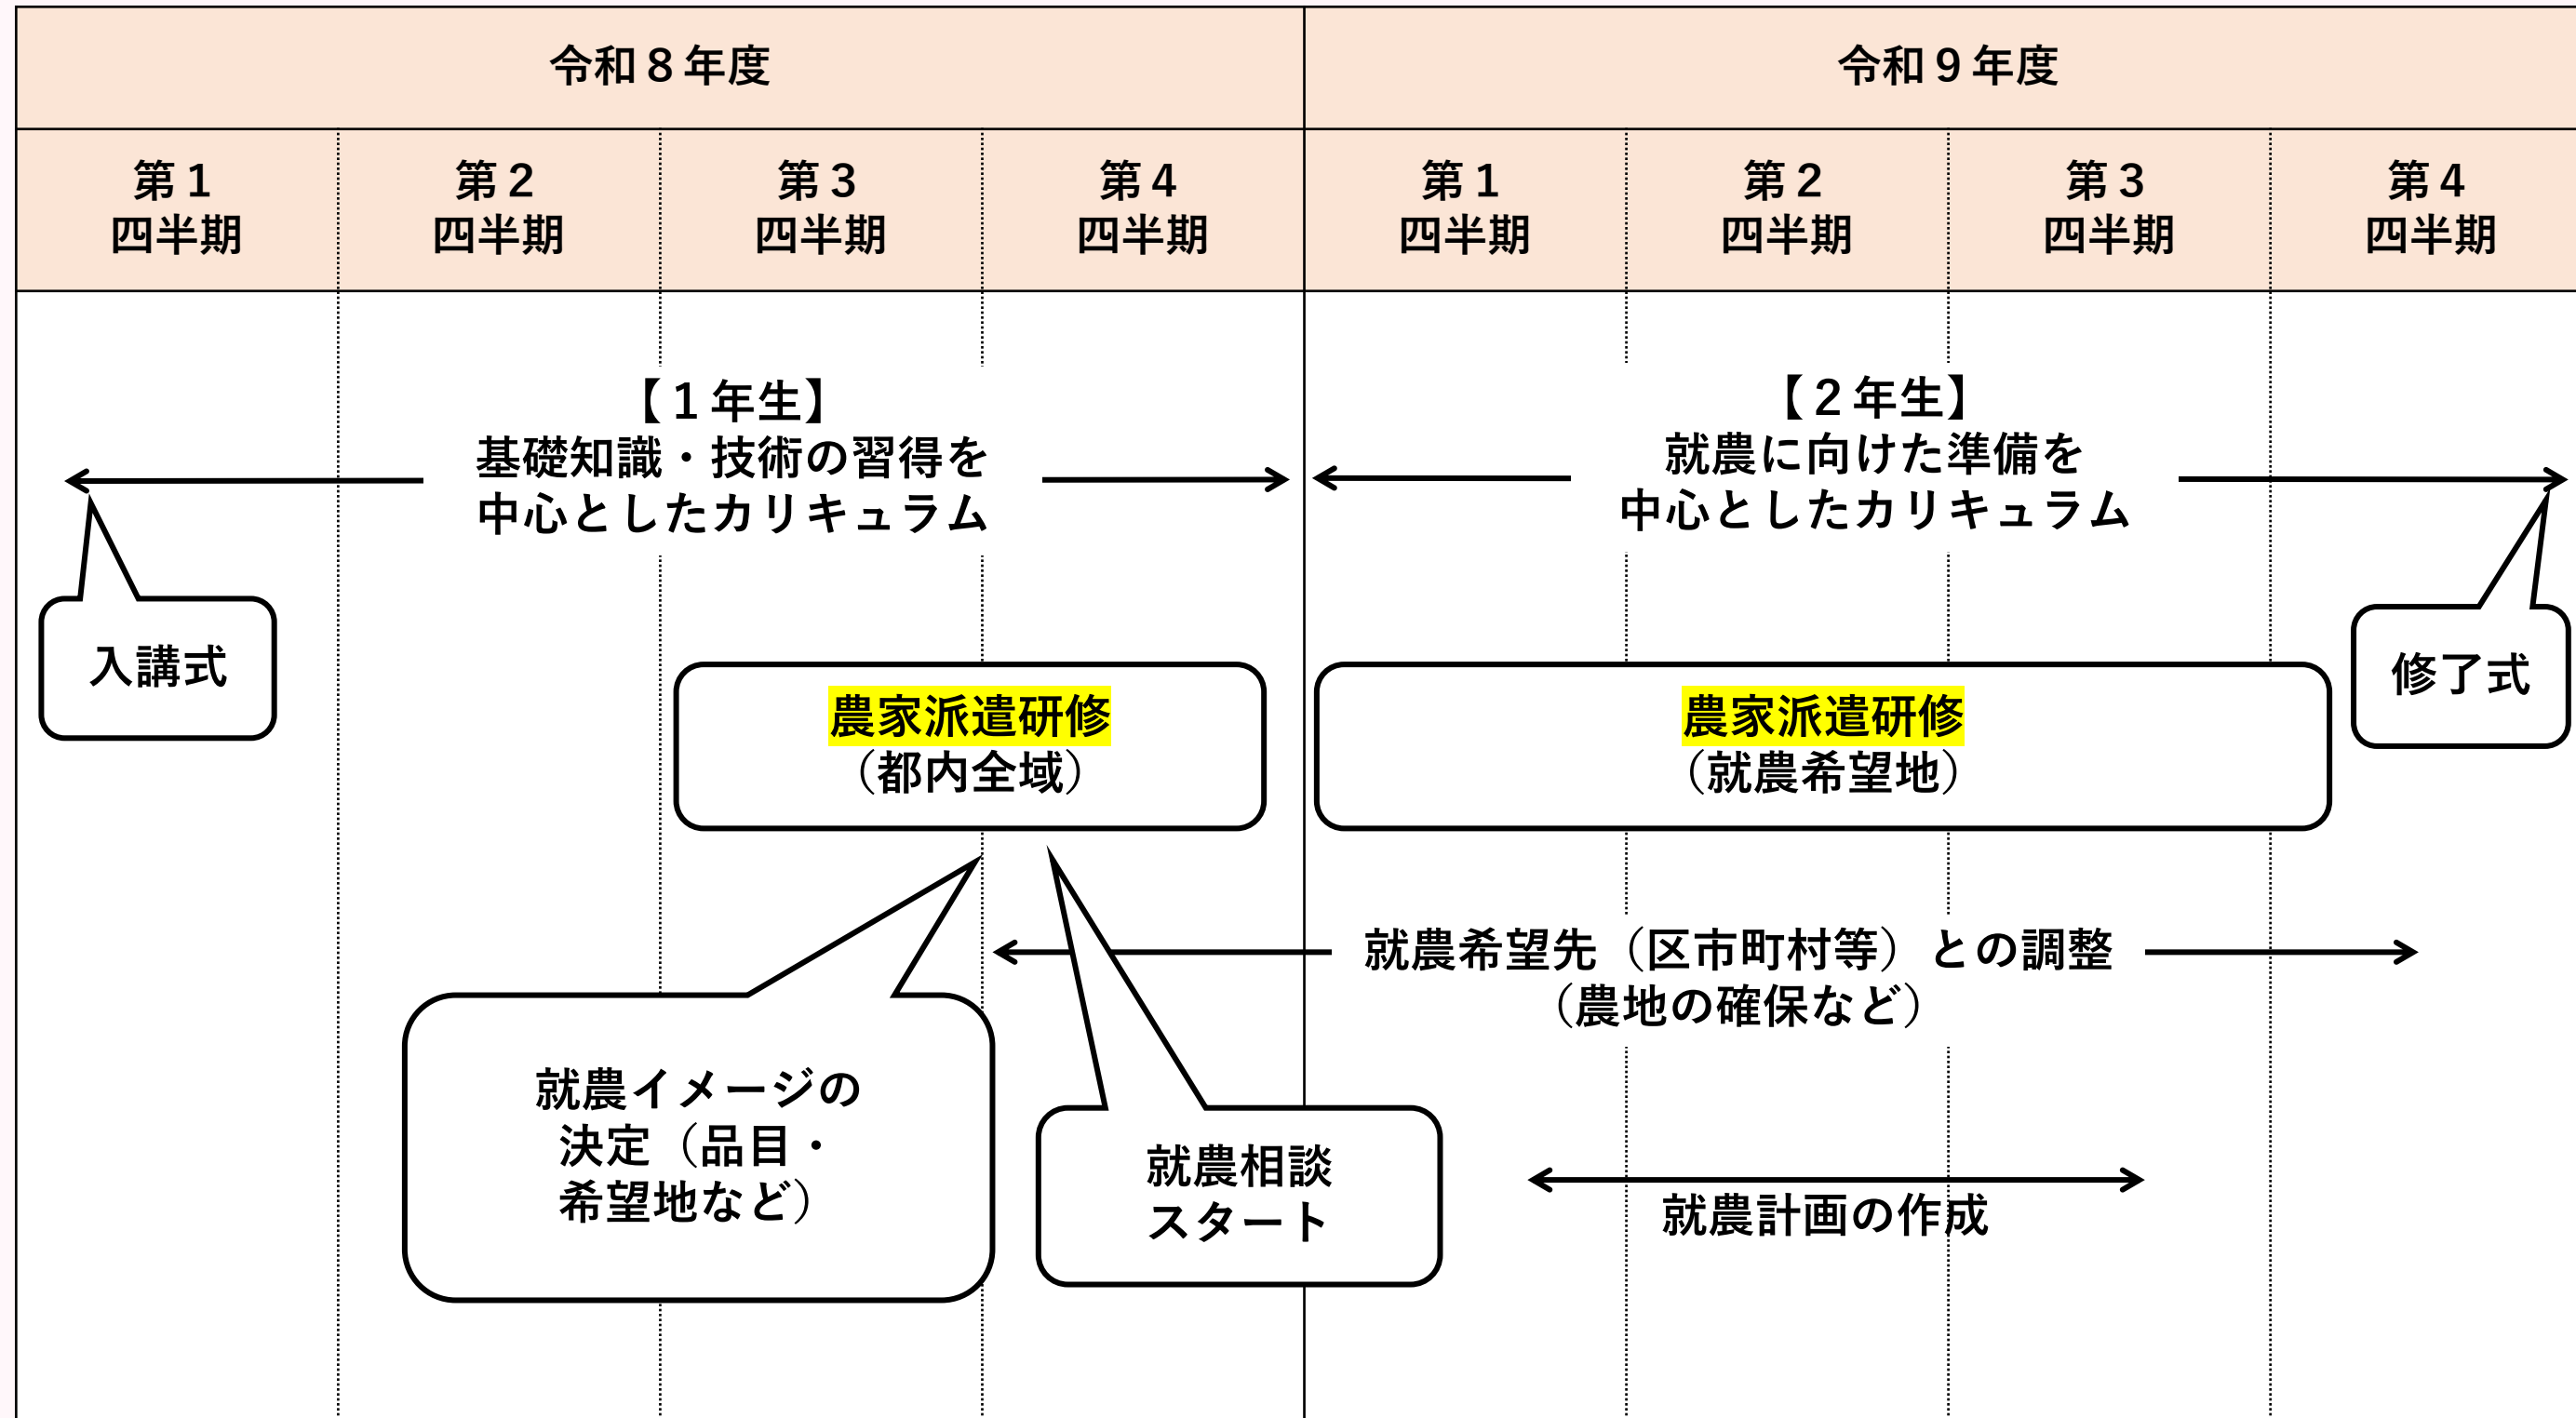 令和８年度
令和９年度
第１
四半期
第２
四半期
第３
四半期
第４
四半期
第１
四半期
第２
四半期
第３
四半期
第４
四半期
【１年生】
基礎知識・技術の習得を
中心としたカリキュラム
【２年生】
就農に向けた準備を
中心としたカリキュラム
入講式
修了式
農家派遣研修
（都内全域）
農家派遣研修
（就農希望地）
就農希望先（区市町村等）との調整
（農地の確保など）
就農イメージの
決定（品目・
希望地など）
就農相談
スタート
就農計画の作成